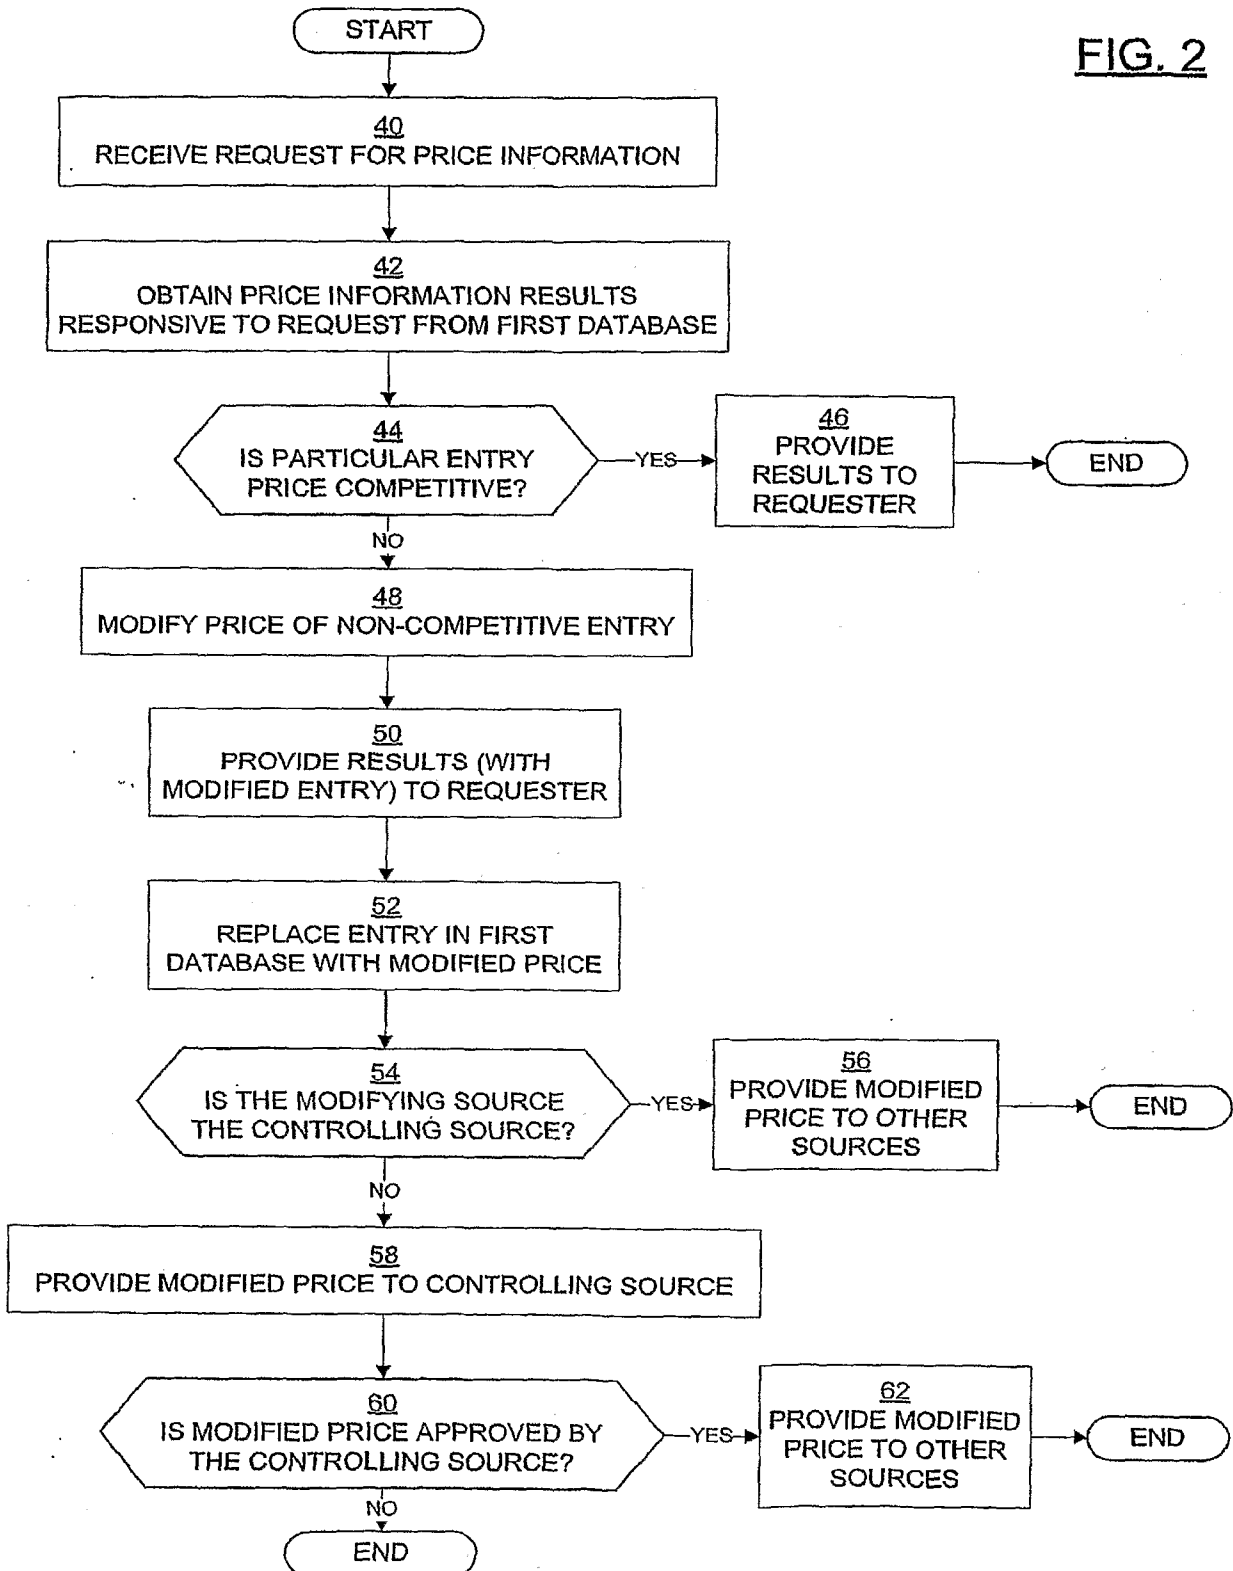 START
FIG. 2
40
RECEIVE REQUEST FOR PRICE INFORMATION
42
OBTAIN PRICE INFORMATION RESULTS
RESPONSIVE TO REQUEST FROM FIRST DATABASE
44
IS PARTICULAR ENTRY
PRICE COMPETITIVE?
YES
46
PROVIDE
RESULTS TO
REQUESTER
END
NO
48
MODIFY PRICE OF NON-COMPETITIVE ENTRY
50
PROVIDE RESULTS (WITH
MODIFIED ENTRY) TO REQUESTER
52
REPLACE ENTRY IN FIRST
DATABASE WITH MODIFIED PRICE
54
IS THE MODIFYING SOURCE
THE CONTROLLING SOURCE?
YES
56
PROVIDE MODIFIED
PRICE TO OTHER
SOURCES
END
NO
58
PROVIDE MODIFIED PRICE TO CONTROLLING SOURCE
60
IS MODIFIED PRICE APPROVED BY
THE CONTROLLING SOURCE?
YES
62
PROVIDE MODIFIED
PRICE TO OTHER
SOURCES
END
NO
END